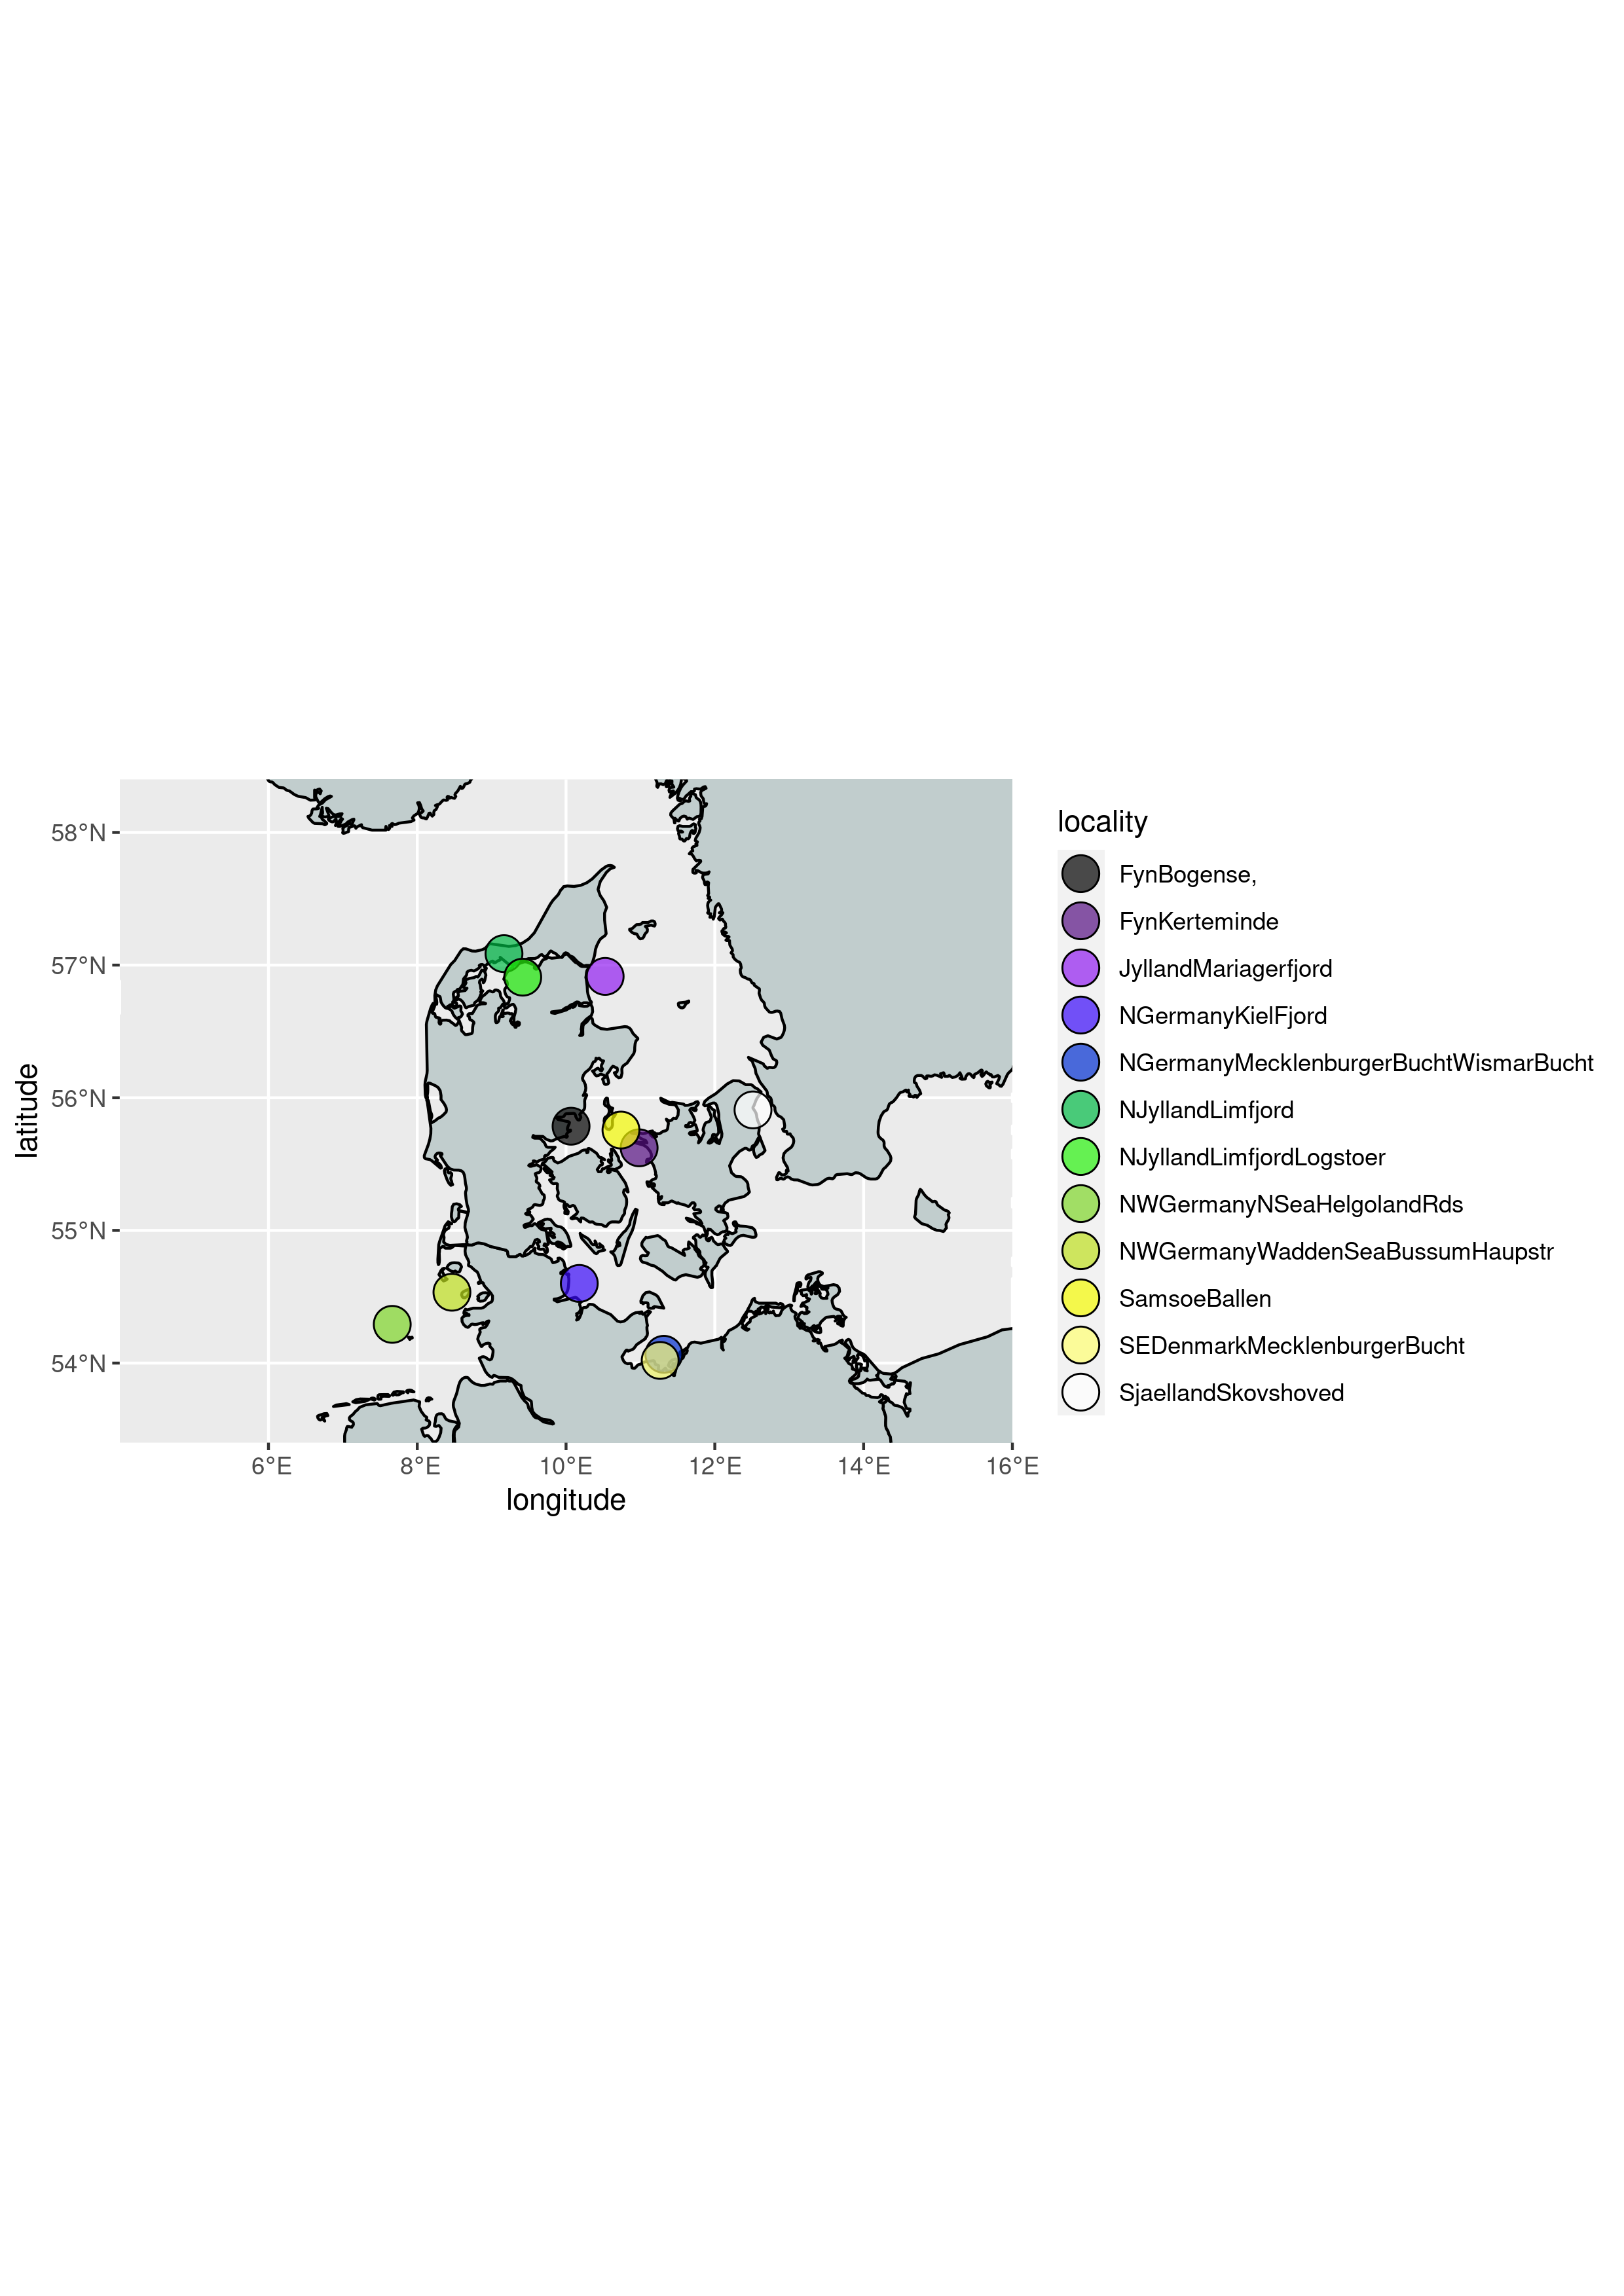 58°N
57°N
56°N
55°N
54°N
latitude
6°E
8°E
10°E
12°E
14°E
16°E
longitude
locality
FynBogense,
FynKerteminde
JyllandMariagerfjord
NGermanyKielFjord
NGermanyMecklenburgerBuchtWismarBucht
NJyllandLimfjord
NJyllandLimfjordLogstoer
NWGermanyNSeaHelgolandRds
NWGermanyWaddenSeaBussumHaupstr
SamsoeBallen
SEDenmarkMecklenburgerBucht
SjaellandSkovshoved